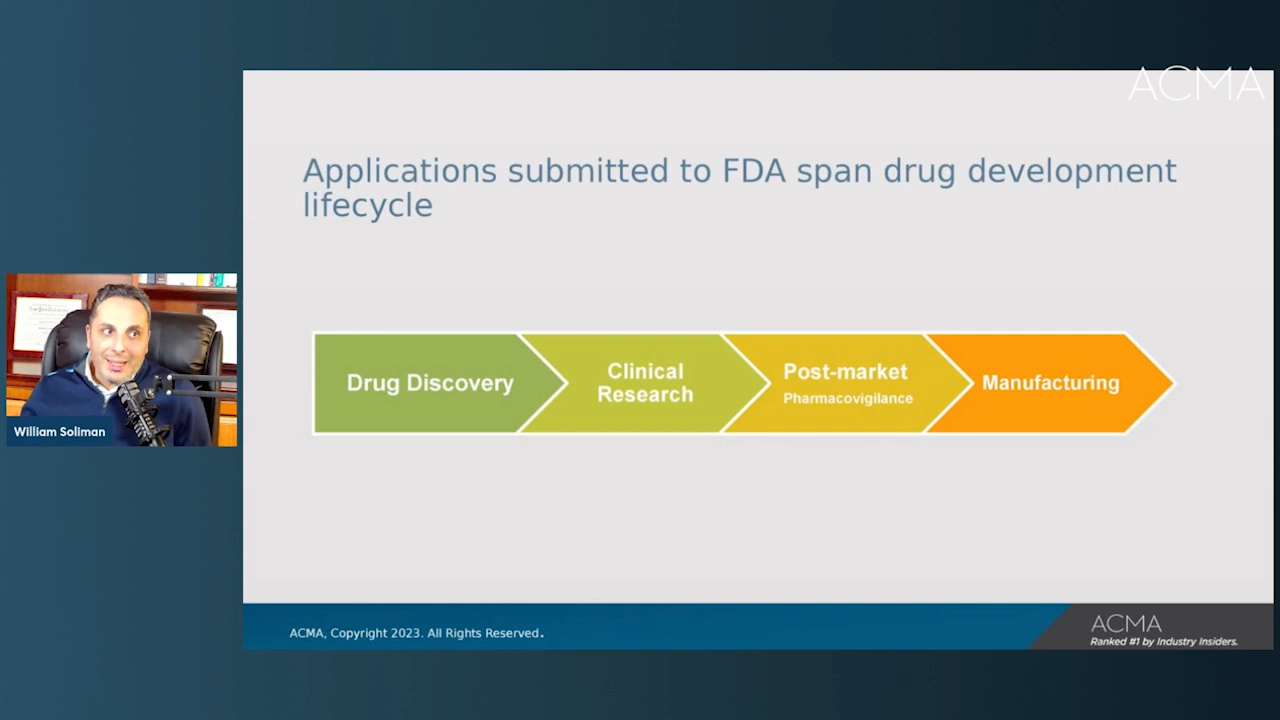 ACMA
Applications submitted to FDA span drug development
lifecycle
Drug Discovery
Clinical
Research
Post-market
Pharmacovigilance
Manufacturing
William Soliman
ACMA, Copyright 2023. All Rights Reserved.
ACMA
Ranked #1 by Industry Insiders.